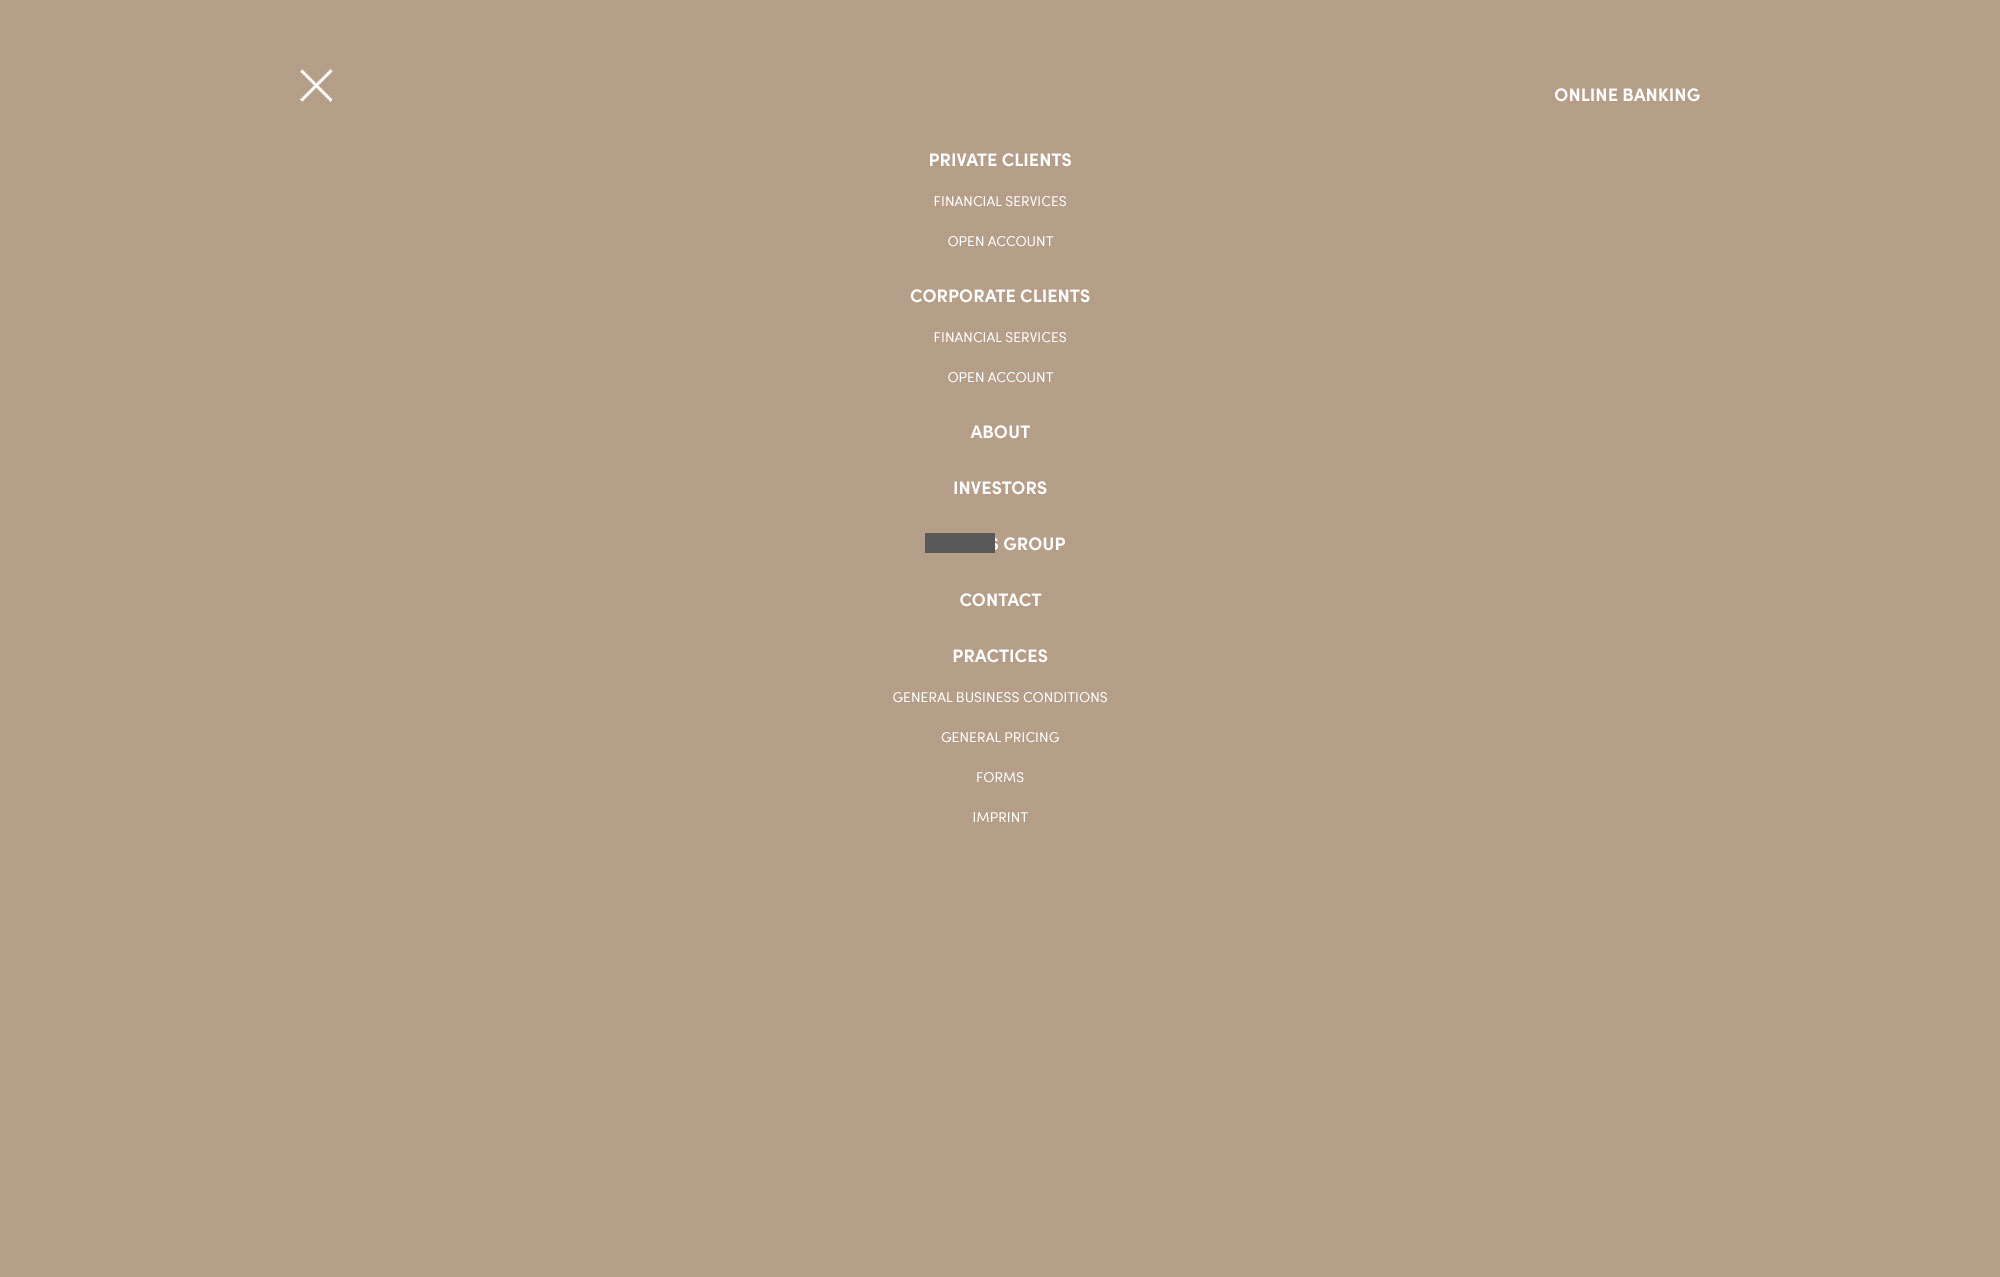 ONLINE BANKING
PRIVATE CLIENTS
FINANCIAL SERVICES
OPEN ACCOUNT
CORPORATE CLIENTS
FINANCIAL SERVICES
OPEN ACCOUNT
ABOUT
INVESTORS
GROUP
CONTACT
PRACTICES
GENERAL BUSINESS CONDITIONS
GENERAL PRICING
FORMS
IMPRINT